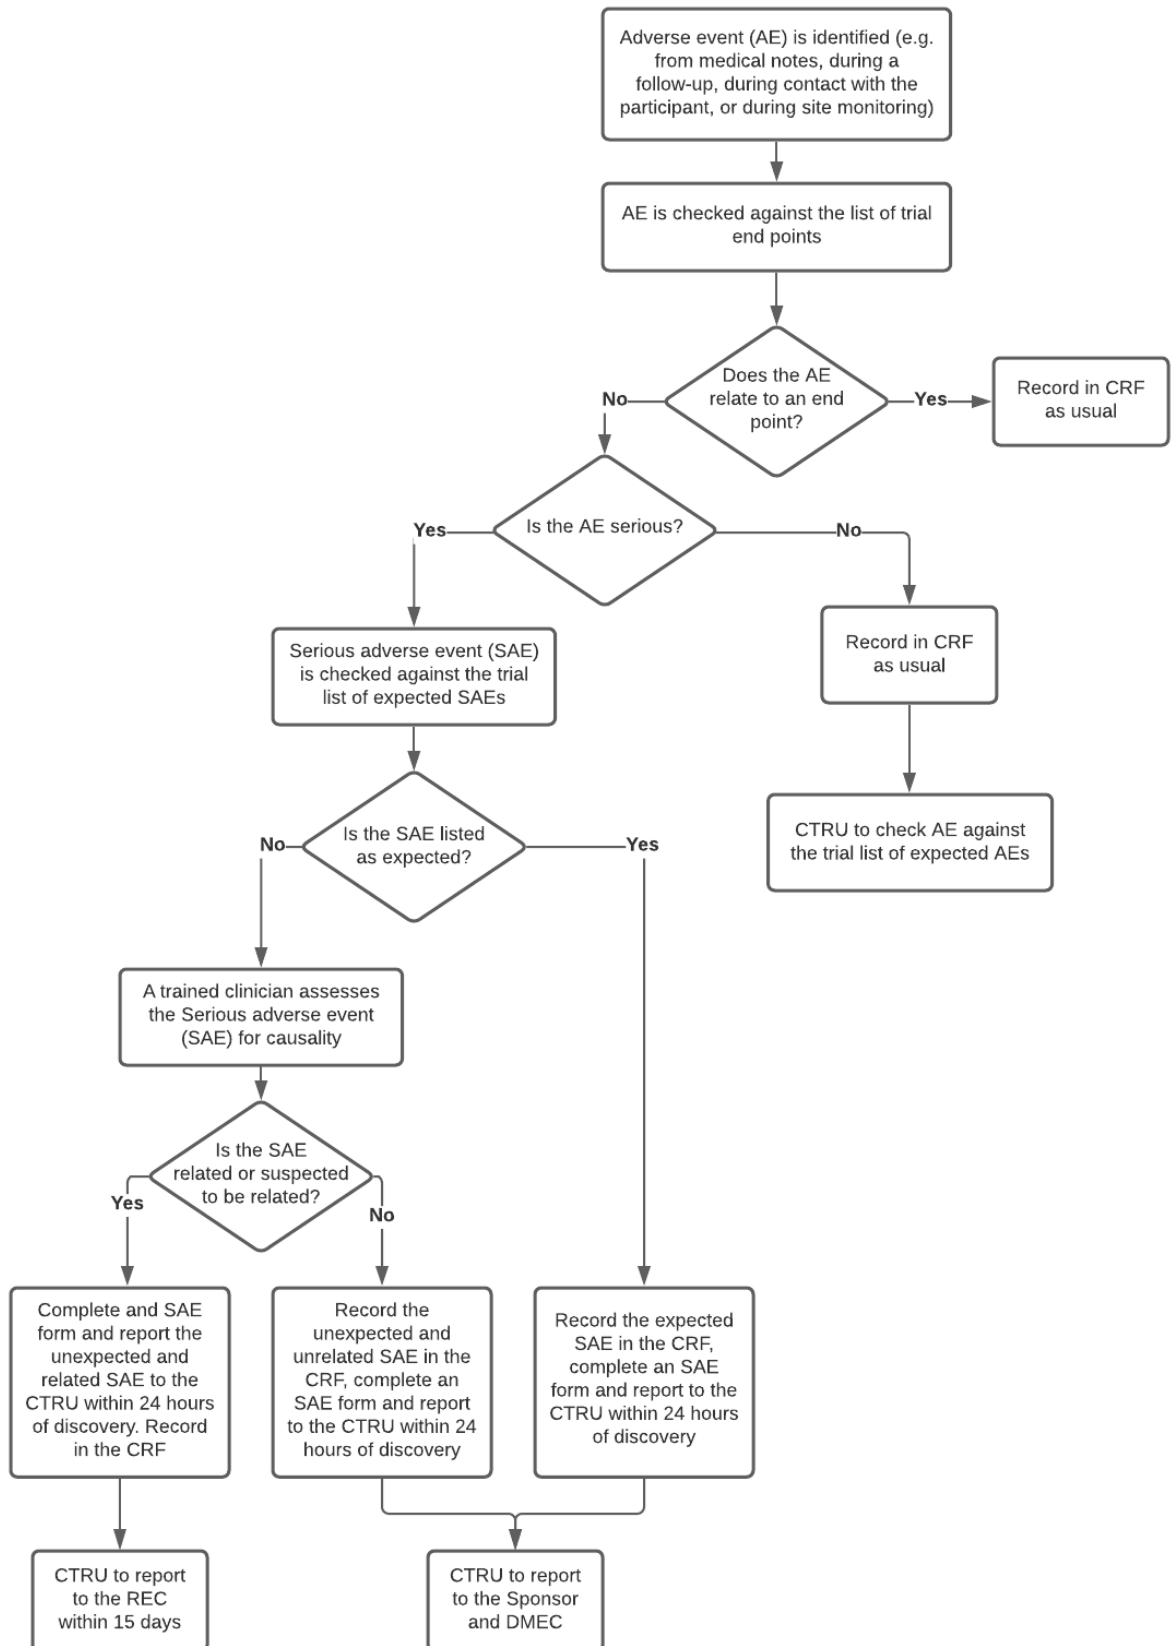 Adverse event (AE) is identified (e.g.
from medical notes, during a
follow-up, during contact with the
participant, or during site monitoring)
AE is checked against the list of trial
end points
Does the AE
relate to an end
point?
No
Yes
Record in CRF
as usual
Is the AE serious?
Yes
No
Serious adverse event (SAE)
is checked against the trial
list of expected SAEs
Record in CRF
as usual
Is the SAE listed
as expected?
No
Yes
CTRU to check AE against
the trial list of expected AEs
A trained clinician assesses
the Serious adverse event
(SAE) for causality
Is the SAE
related or suspected
to be related?
Yes
No
Complete and SAE
form and report the
unexpected and
related SAE to the
CTRU within 24 hours
of discovery. Record
in the CRF
Record the
unexpected and
unrelated SAE in the
CRF, complete an
SAE form and report
to the CTRU within 24
hours of discovery
Record the expected
SAE in the CRF,
complete an SAE
form and report to the
CTRU within 24 hours
of discovery
CTRU to report
to the REC
within 15 days
CTRU to report
to the Sponsor
and DMEC